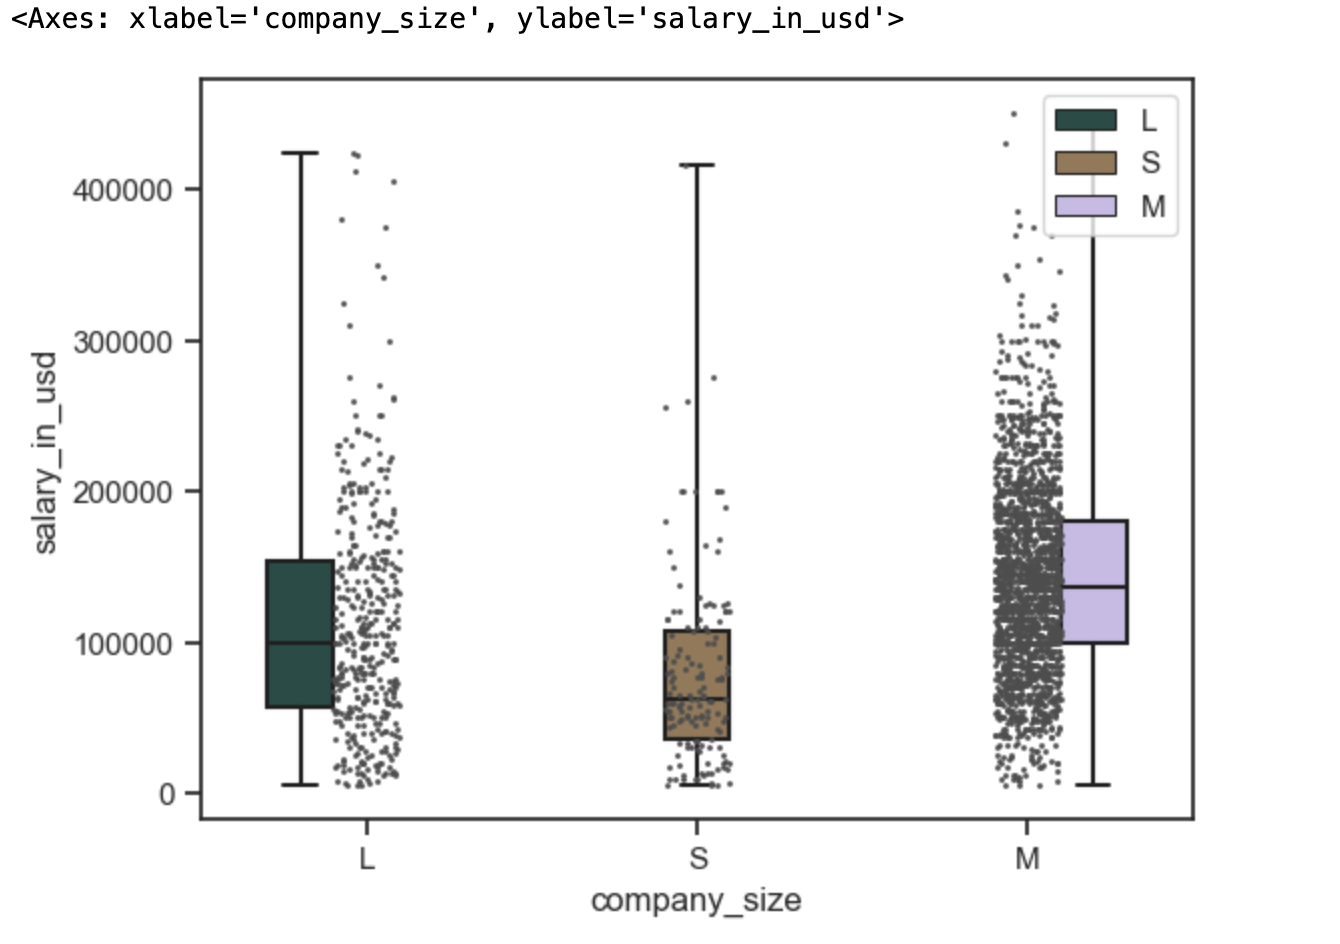 <Axes: xlabel='company_size', ylabel='salary_in_usd'>
L
S
M
400000
300000
200000
100000
0
salary_in_usd
L S M
company_size